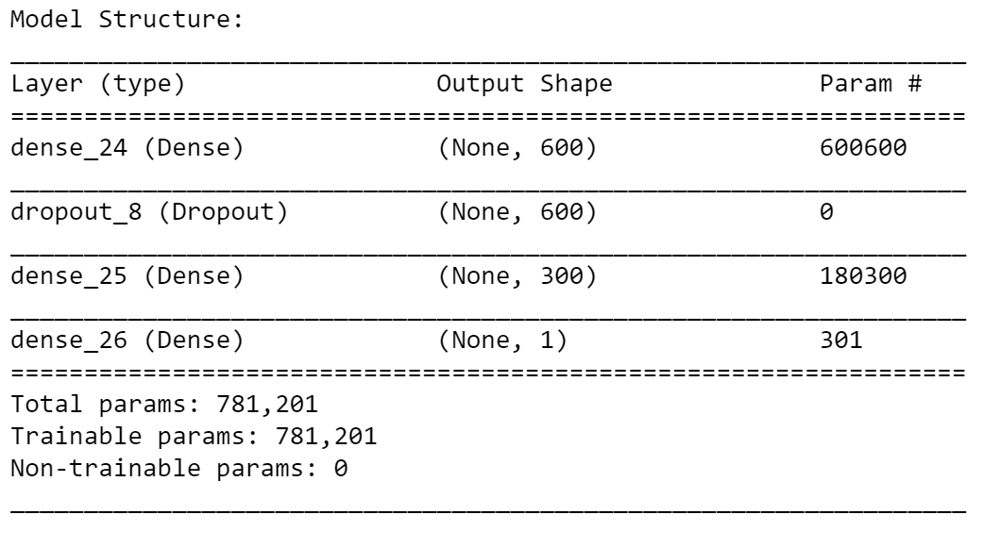 Model Structure:
_________________________________________________________________
Layer (type)                 Output Shape              Param #
=================================================================
dense_24 (Dense)             (None, 600)               600600
_________________________________________________________________
dropout_8 (Dropout)          (None, 600)               0
_________________________________________________________________
dense_25 (Dense)             (None, 300)               180300
_________________________________________________________________
dense_26 (Dense)             (None, 1)                 301
=================================================================
Total params: 781,201
Trainable params: 781,201
Non-trainable params: 0
_________________________________________________________________